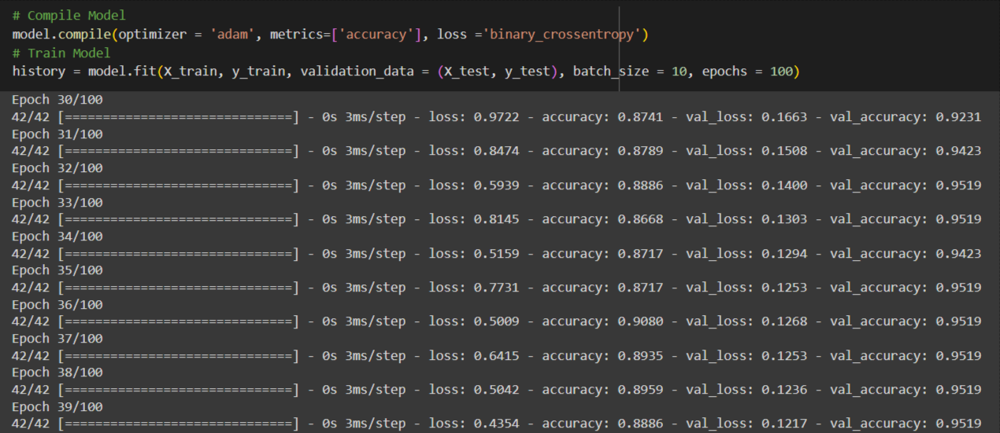 # Compile Model
model.compile(optimizer = 'adam', metrics=['accuracy'], loss ='binary_crossentropy')
# Train Model
history = model.fit(X_train, y_train, validation_data = (X_test, y_test), batch_size = 10, epochs = 100)
Epoch 30/100
42/42 [==============================] - 0s 3ms/step - loss: 0.9722 - accuracy: 0.8741 - val_loss: 0.1663 - val_accuracy: 0.9231
Epoch 31/100
42/42 [==============================] - 0s 3ms/step - loss: 0.8474 - accuracy: 0.8789 - val_loss: 0.1508 - val_accuracy: 0.9423
Epoch 32/100
42/42 [==============================] - 0s 3ms/step - loss: 0.5939 - accuracy: 0.8886 - val_loss: 0.1400 - val_accuracy: 0.9519
Epoch 33/100
42/42 [==============================] - 0s 3ms/step - loss: 0.8145 - accuracy: 0.8668 - val_loss: 0.1303 - val_accuracy: 0.9519
Epoch 34/100
42/42 [==============================] - 0s 3ms/step - loss: 0.5159 - accuracy: 0.8717 - val_loss: 0.1294 - val_accuracy: 0.9423
Epoch 35/100
42/42 [==============================] - 0s 3ms/step - loss: 0.7731 - accuracy: 0.8717 - val_loss: 0.1253 - val_accuracy: 0.9519
Epoch 36/100
42/42 [==============================] - 0s 3ms/step - loss: 0.5009 - accuracy: 0.9080 - val_loss: 0.1268 - val_accuracy: 0.9519
Epoch 37/100
42/42 [==============================] - 0s 3ms/step - loss: 0.6415 - accuracy: 0.8935 - val_loss: 0.1253 - val_accuracy: 0.9519
Epoch 38/100
42/42 [==============================] - 0s 3ms/step - loss: 0.5042 - accuracy: 0.8959 - val_loss: 0.1236 - val_accuracy: 0.9519
Epoch 39/100
42/42 [==============================] - 0s 3ms/step - loss: 0.4354 - accuracy: 0.8886 - val_loss: 0.1217 - val_accuracy: 0.9519